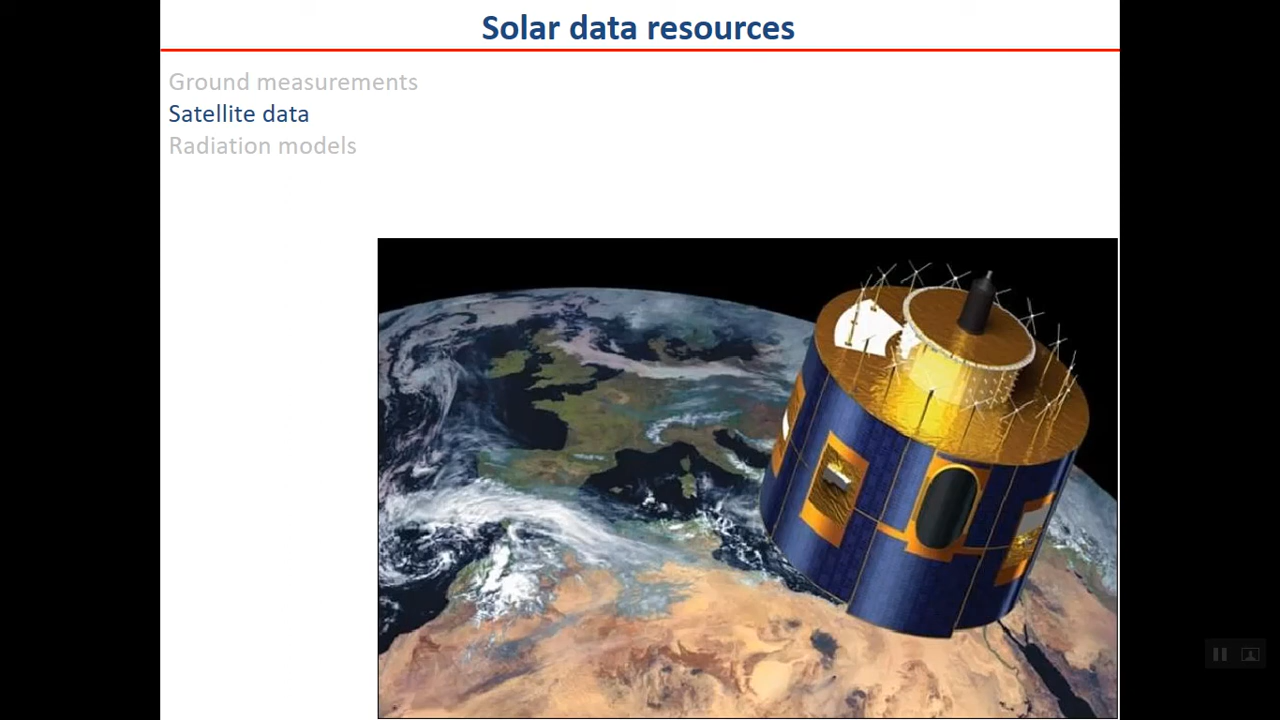 Solar data resources
Ground measurements
Satellite data
Radiation models